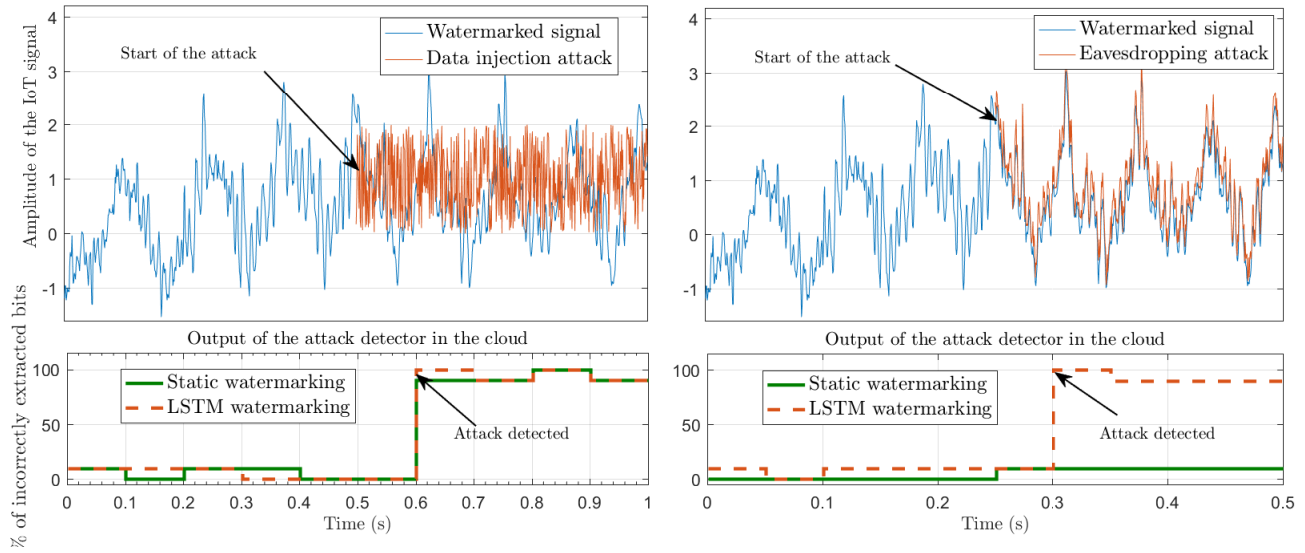 Amplitude of the IoT signal
4
3
2
1
0
-1
Start of the attack
Watermarked signal
Data injection attack
4
3
2
1
0
-1
Start of the attack
Watermarked signal
Eavesdropping attack
% of incorrectly extracted bits
Output of the attack detector in the cloud
100
50
0
Static watermarking
LSTM watermarking
Attack detected
0 0.1 0.2 0.3 0.4 0.5 0.6 0.7 0.8 0.9 1
Time (s)
Output of the attack detector in the cloud
100
50
0
Static watermarking
LSTM watermarking
Attack detected
0 0.1 0.2 0.3 0.4 0.5
Time (s)